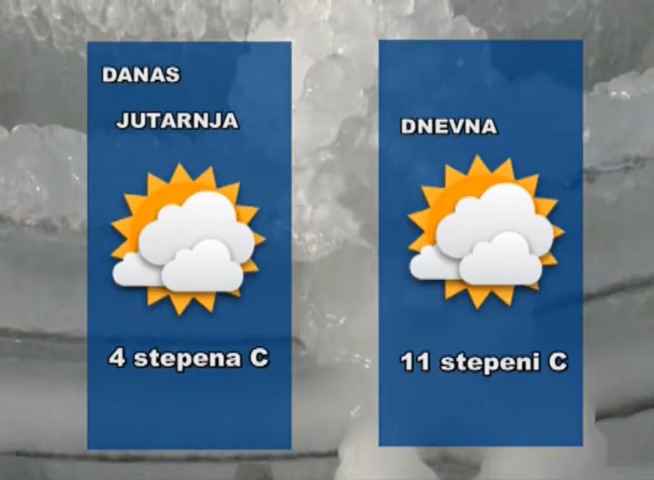 DANAS
JUTARNJA
4 stepena C
DNEVNA
11 stepeni C